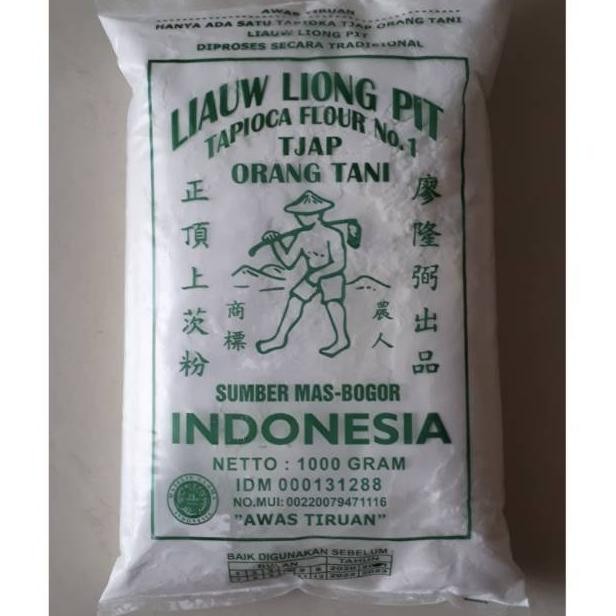 AWAS TIRUAN
HANYA ADA SATU TAPIOKA TJAP ORANG TANI
LIAUW LIONG PIT
DIPROSES SECARA TRADISIONAL
LIAUW LIONG PIT
TAPIOCA FLOUR No.1
TJAP
ORANG TANI
正頂上茨粉
廖隆弼出品
商標
農人
SUMBER MAS-BOGOR
INDONESIA
NETTO : 1000 GRAM
IDM 000131288
NO.MUI: 00220079471116
"AWAS TIRUAN"
BAIK DIGUNAKAN SEBELUM :
BULAN TAHUN